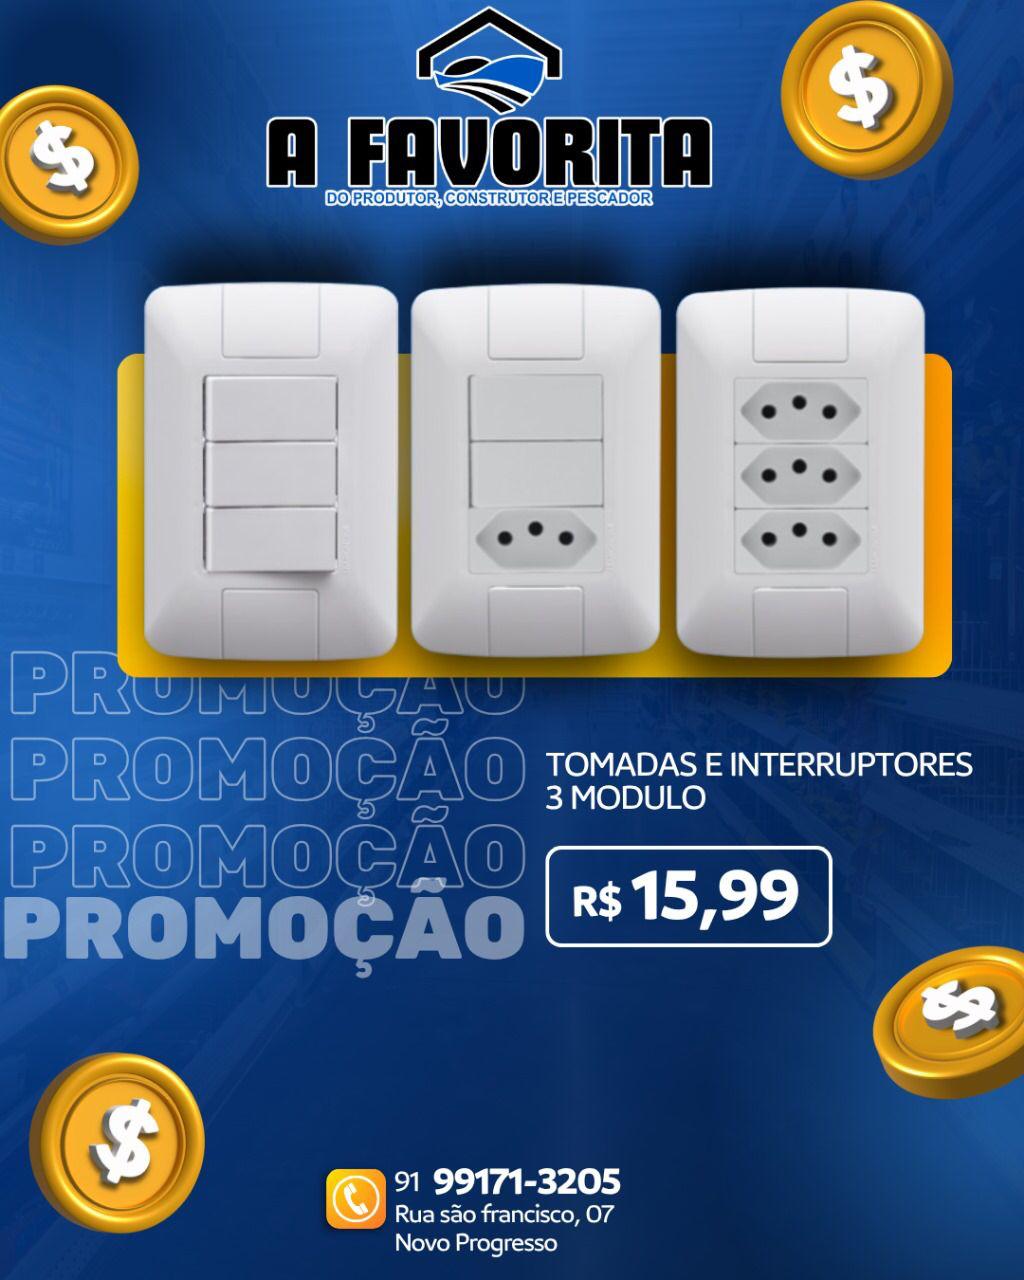 A FAVORITA
DO PRODUTOR, CONSTRUTOR E PESCADOR
PROMOÇÃO
PROMOÇÃO
PROMOÇÃO
PROMOÇÃO
TOMADAS E INTERRUPTORES
3 MODULO
R$ 15,99
91 99171-3205
Rua são francisco, 07
Novo Progresso